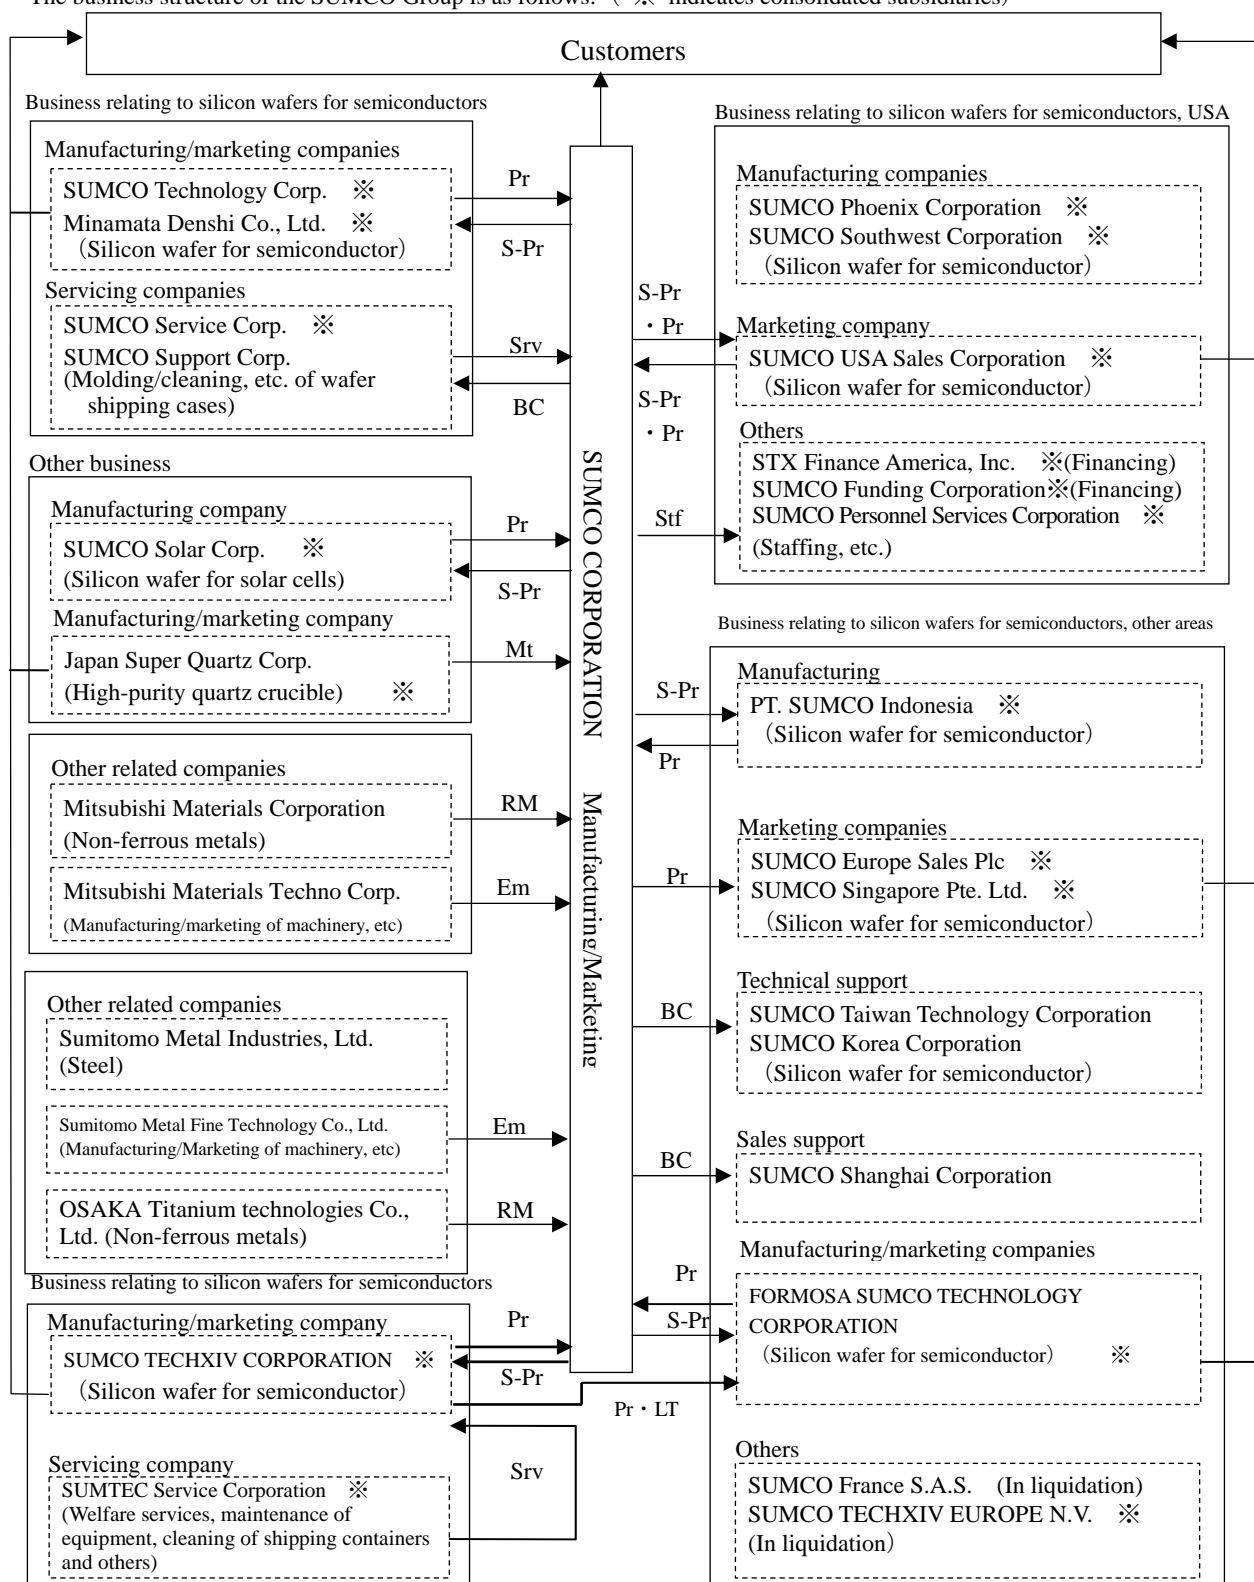 The business structure of the SUMCO Group is as follows. (“※” indicates consolidated subsidiaries)
Customers
Business relating to silicon wafers for semiconductors
Manufacturing/marketing companies
SUMCO Technology Corp. ※
Minamata Denshi Co., Ltd. ※
（Silicon wafer for semiconductor）
Pr
S-Pr
Servicing companies
SUMCO Service Corp. ※
SUMCO Support Corp.
(Molding/cleaning, etc. of wafer
shipping cases)
Srv
BC
Other business
Manufacturing company
SUMCO Solar Corp. ※
(Silicon wafer for solar cells)
Pr
S-Pr
Manufacturing/marketing company
Japan Super Quartz Corp.
(High-purity quartz crucible) ※
Mt
Other related companies
Mitsubishi Materials Corporation
(Non-ferrous metals)
RM
Mitsubishi Materials Techno Corp.
(Manufacturing/marketing of machinery, etc)
Em
Other related companies
Sumitomo Metal Industries, Ltd.
(Steel)
Sumitomo Metal Fine Technology Co., Ltd.
(Manufacturing/Marketing of machinery, etc)
Em
OSAKA Titanium technologies Co.,
Ltd. (Non-ferrous metals)
RM
Business relating to silicon wafers for semiconductors
Manufacturing/marketing company
SUMCO TECHXIV CORPORATION ※
（Silicon wafer for semiconductor）
Pr
S-Pr
Pr・LT
Servicing company
SUMTEC Service Corporation ※
(Welfare services, maintenance of
equipment, cleaning of shipping containers
and others)
Srv
SUMCO CORPORATION Manufacturing/Marketing
Business relating to silicon wafers for semiconductors, USA
Manufacturing companies
SUMCO Phoenix Corporation ※
SUMCO Southwest Corporation ※
（Silicon wafer for semiconductor）
S-Pr
・Pr
Marketing company
SUMCO USA Sales Corporation ※
（Silicon wafer for semiconductor）
S-Pr
・Pr
Others
STX Finance America, Inc. ※(Financing)
SUMCO Funding Corporation※(Financing)
SUMCO Personnel Services Corporation ※
(Staffing, etc.)
Stf
Business relating to silicon wafers for semiconductors, other areas
Manufacturing
PT. SUMCO Indonesia ※
（Silicon wafer for semiconductor）
S-Pr
Pr
Marketing companies
SUMCO Europe Sales Plc ※
SUMCO Singapore Pte. Ltd. ※
（Silicon wafer for semiconductor）
Pr
Technical support
SUMCO Taiwan Technology Corporation
SUMCO Korea Corporation
（Silicon wafer for semiconductor）
BC
Sales support
SUMCO Shanghai Corporation
BC
Manufacturing/marketing companies
FORMOSA SUMCO TECHNOLOGY
CORPORATION
（Silicon wafer for semiconductor） ※
Pr
S-Pr
Others
SUMCO France S.A.S. (In liquidation)
SUMCO TECHXIV EUROPE N.V. ※
(In liquidation）